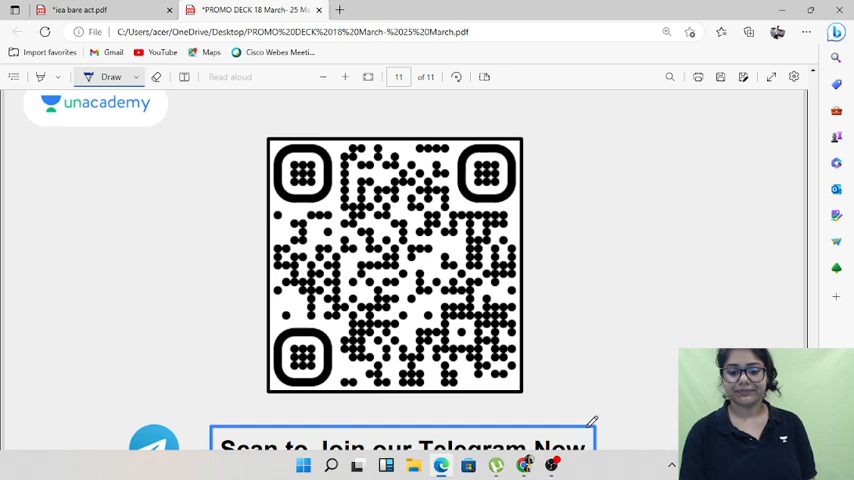 *iea bare act.pdf
*PROMO DECK 18 March- 25 M
File
C:/Users/acer/OneDrive/Desktop/PROMO%20DECK%2018%20March-%2025%20March.pdf
Import favorites
Gmail
YouTube
Maps
Cisco Webex Meeti...
Draw
Read aloud
11
of 11
unacademy
Scan to Join our Telegram Now